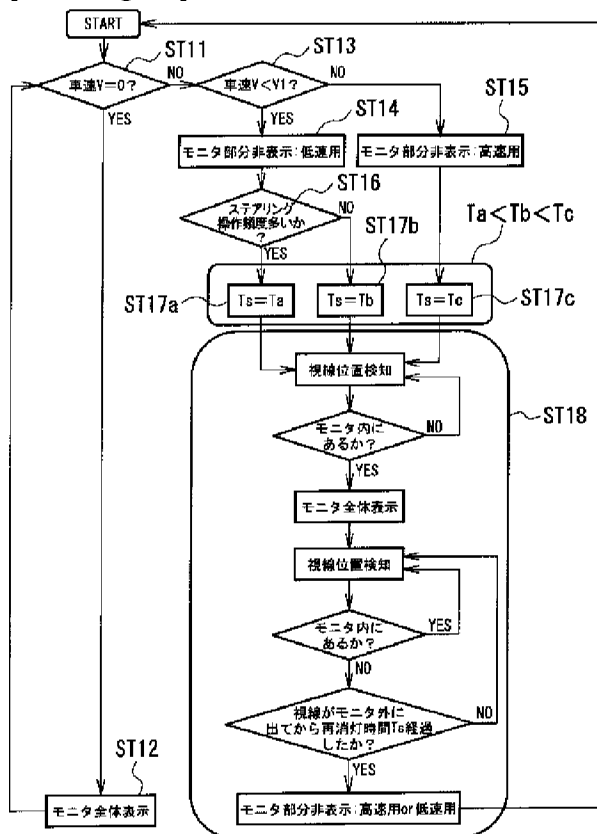 START
ST11
車速V=0?
NO
YES
ST13
車速V<V1?
NO
YES
ST14
モニタ部分非表示:低速用
ST15
モニタ部分非表示:高速用
ST16
ステアリング
操作頻度多いか
?
NO
YES
ST17b
Ta<Tb<Tc
ST17a
Ts=Ta
Ts=Tb
Ts=Tc
ST17c
視線位置検知
ST18
モニタ内に
あるか?
NO
YES
モニタ全体表示
視線位置検知
モニタ内に
あるか?
YES
NO
視線がモニタ外に
出てから再消灯時間Ts経過
したか?
NO
YES
ST12
モニタ全体表示
モニタ部分非表示:高速用or低速用